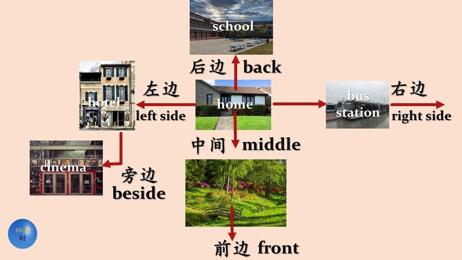 school
后边 back
左边
left side
hotel
home
bus
station
右边
right side
中间 middle
cinema
旁边
beside
前边 front